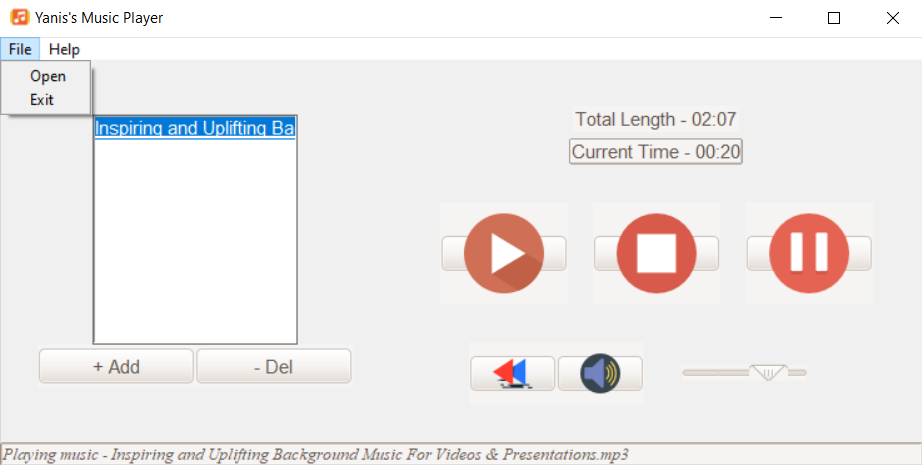 Yanis's Music Player
File Help
Open
Exit
Inspiring and Uplifting Ba
Total Length - 02:07
Current Time - 00:20
+ Add - Del
Playing music - Inspiring and Uplifting Background Music For Videos & Presentations.mp3